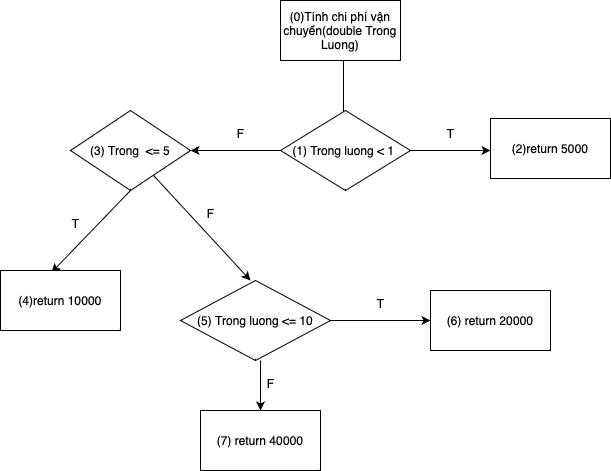 (0)Tính chi phí vận
chuyển(double Trong
Luong)
F
T
(3) Trong <= 5
(1) Trong luong < 1
(2)return 5000
T
F
(4)return 10000
T
(5) Trong luong <= 10
(6) return 20000
F
(7) return 40000